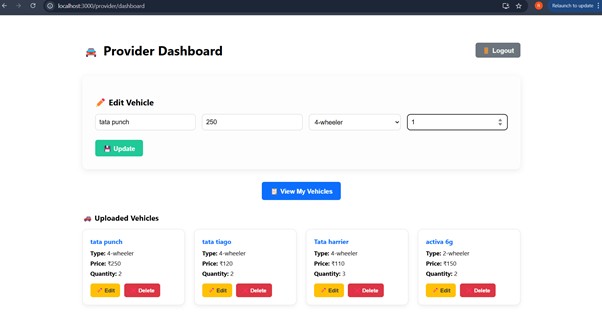 localhost:3000/provider/dashboard
Relaunch to update
Provider Dashboard
Logout
Edit Vehicle
tata punch 250 4-wheeler 1
Update
View My Vehicles
Uploaded Vehicles
tata punch tata tiago Tata harrier activa 6g
Type: 4-wheeler Type: 4-wheeler Type: 4-wheeler Type: 2-wheeler
Price: ₹250 Price: ₹120 Price: ₹110 Price: ₹150
Quantity: 2 Quantity: 2 Quantity: 3 Quantity: 2
Edit Delete Edit Delete Edit Delete Edit Delete